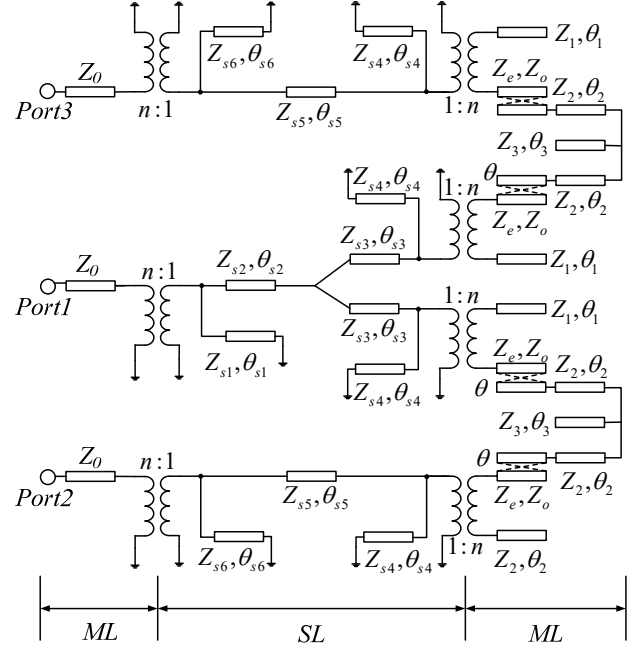 Z_{s6},θ_{s6} Z_{s4},θ_{s4} Z_1,θ_1
Z_0 Z_e,Z_o Z_2,θ_2
Port3 n:1 Z_{s5},θ_{s5} 1:n
Z_3,θ_3
Z_{s4},θ_{s4} 1:n θ Z_2,θ_2
Z_e,Z_o
Z_0 n:1 Z_{s2},θ_{s2} Z_{s3},θ_{s3} Z_1,θ_1
Port1 1:n Z_1,θ_1
Z_{s1},θ_{s1} Z_{s3},θ_{s3} Z_e,Z_o Z_2,θ_2
Z_{s4},θ_{s4} θ
Z_3,θ_3
Z_0 n:1 θ
Port2 Z_{s5},θ_{s5} Z_e,Z_o Z_2,θ_2
Z_{s6},θ_{s6} Z_{s4},θ_{s4} 1:n Z_2,θ_2
ML SL ML